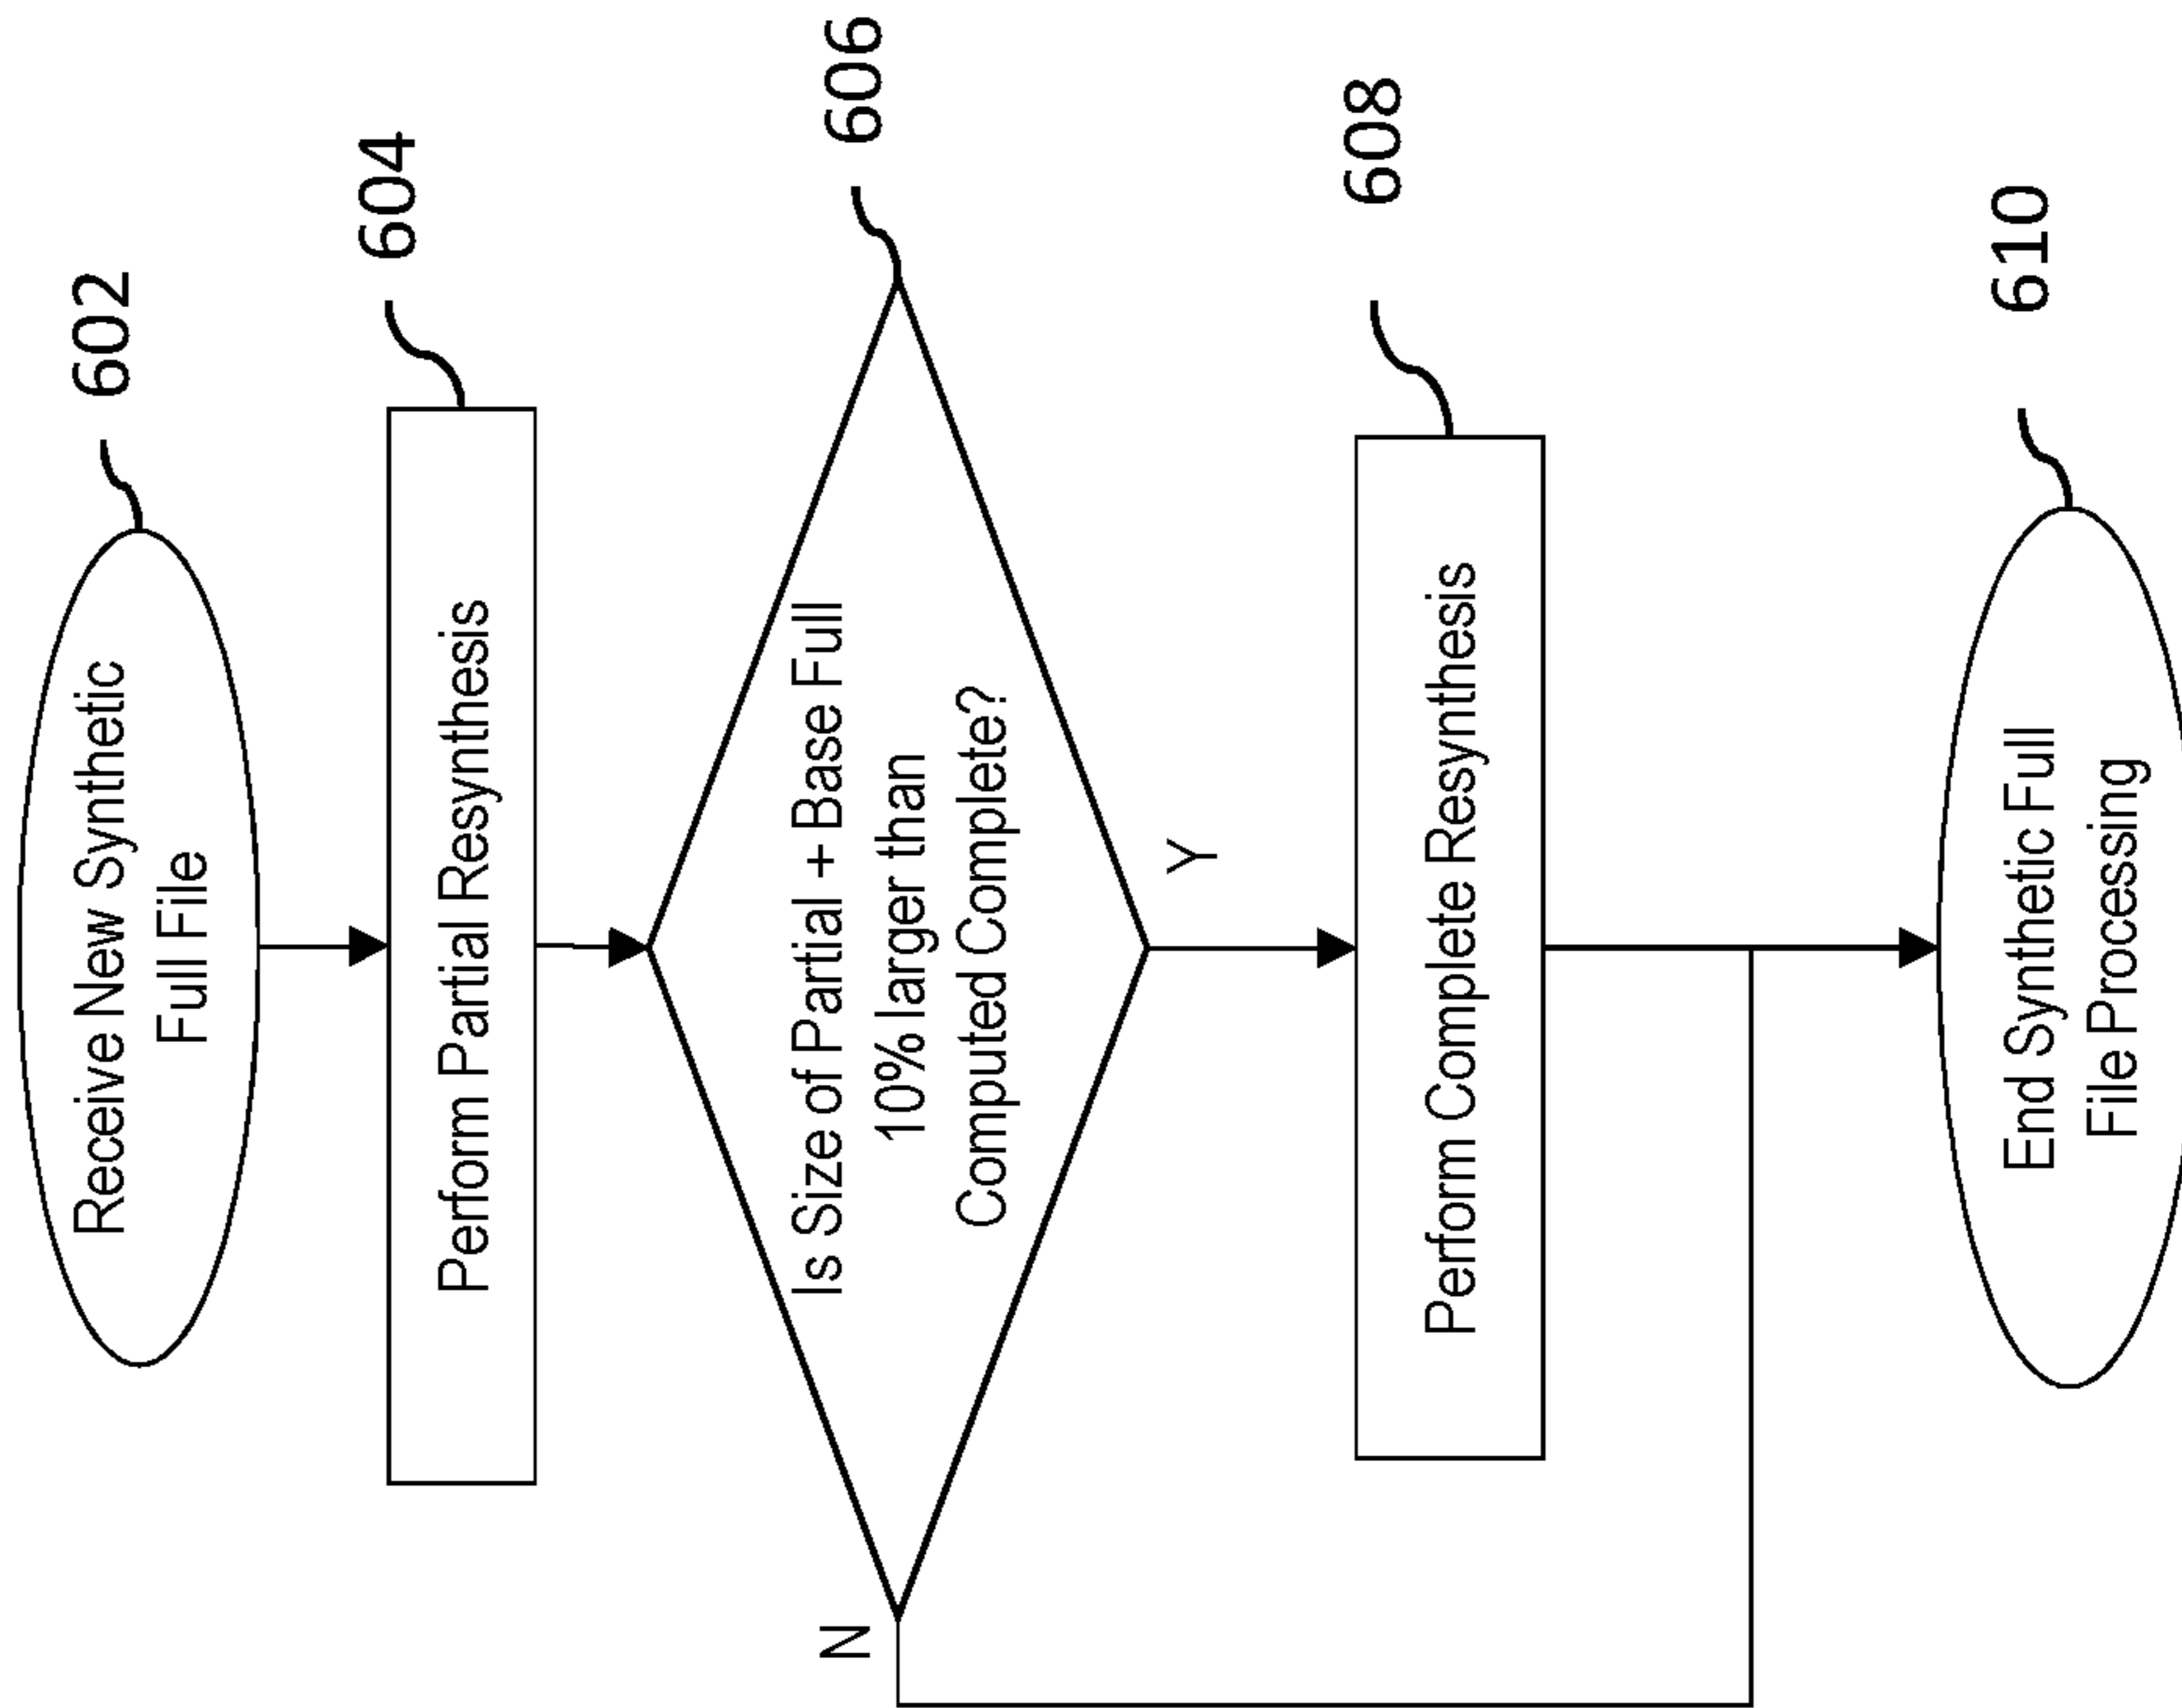 Receive New Synthetic
Full File
602
Perform Partial Resynthesis
604
Is Size of Partial + Base Full
10% larger than
Computed Complete?
606
N
Y
Perform Complete Resynthesis
608
End Synthetic Full
File Processing
610